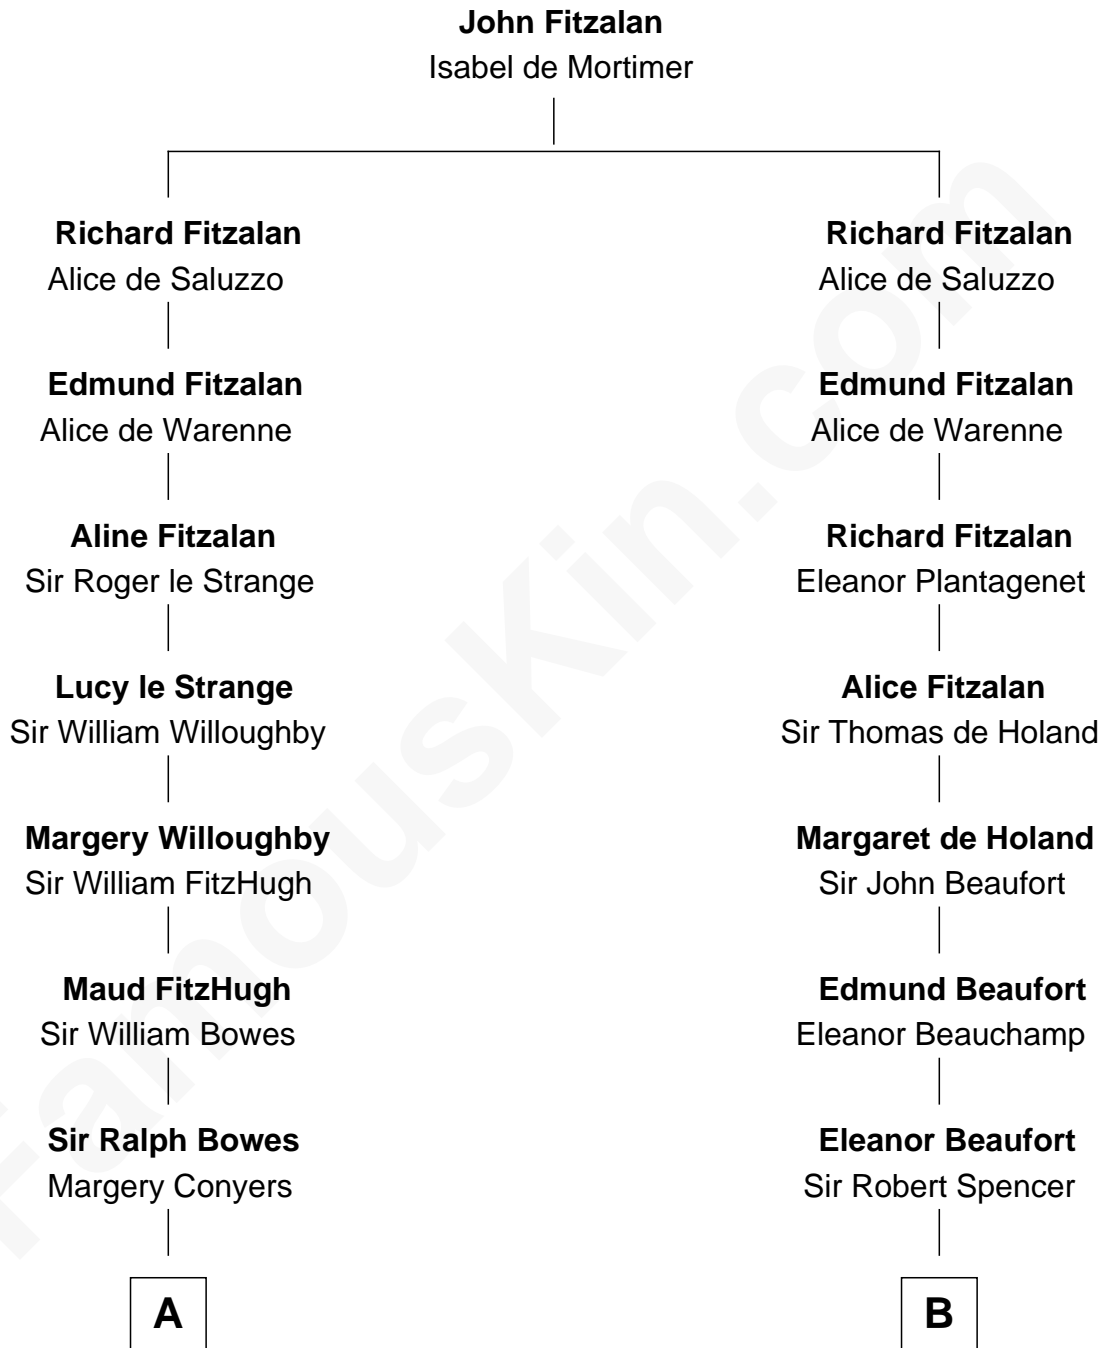 John Fitzalan
Isabel de Mortimer
Richard Fitzalan
Alice de Saluzzo
Richard Fitzalan
Alice de Saluzzo
Edmund Fitzalan
Alice de Warenne
Edmund Fitzalan
Alice de Warenne
Aline Fitzalan
Sir Roger le Strange
Richard Fitzalan
Eleanor Plantagenet
Lucy le Strange
Sir William Willoughby
Alice Fitzalan
Sir Thomas de Holand
Margery Willoughby
Sir William FitzHugh
Margaret de Holand
Sir John Beaufort
Maud FitzHugh
Sir William Bowes
Edmund Beaufort
Eleanor Beauchamp
Sir Ralph Bowes
Margery Conyers
Eleanor Beaufort
Sir Robert Spencer
A
B
FamousKin.com